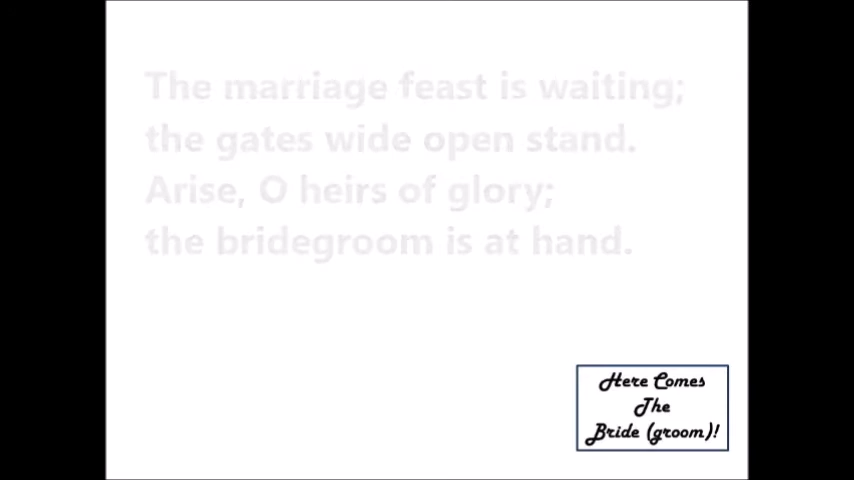 The marriage feast is waiting;
the gates wide open stand.
Arise, O heirs of glory;
the bridegroom is at hand.
Here Comes
The
Bride (groom)!